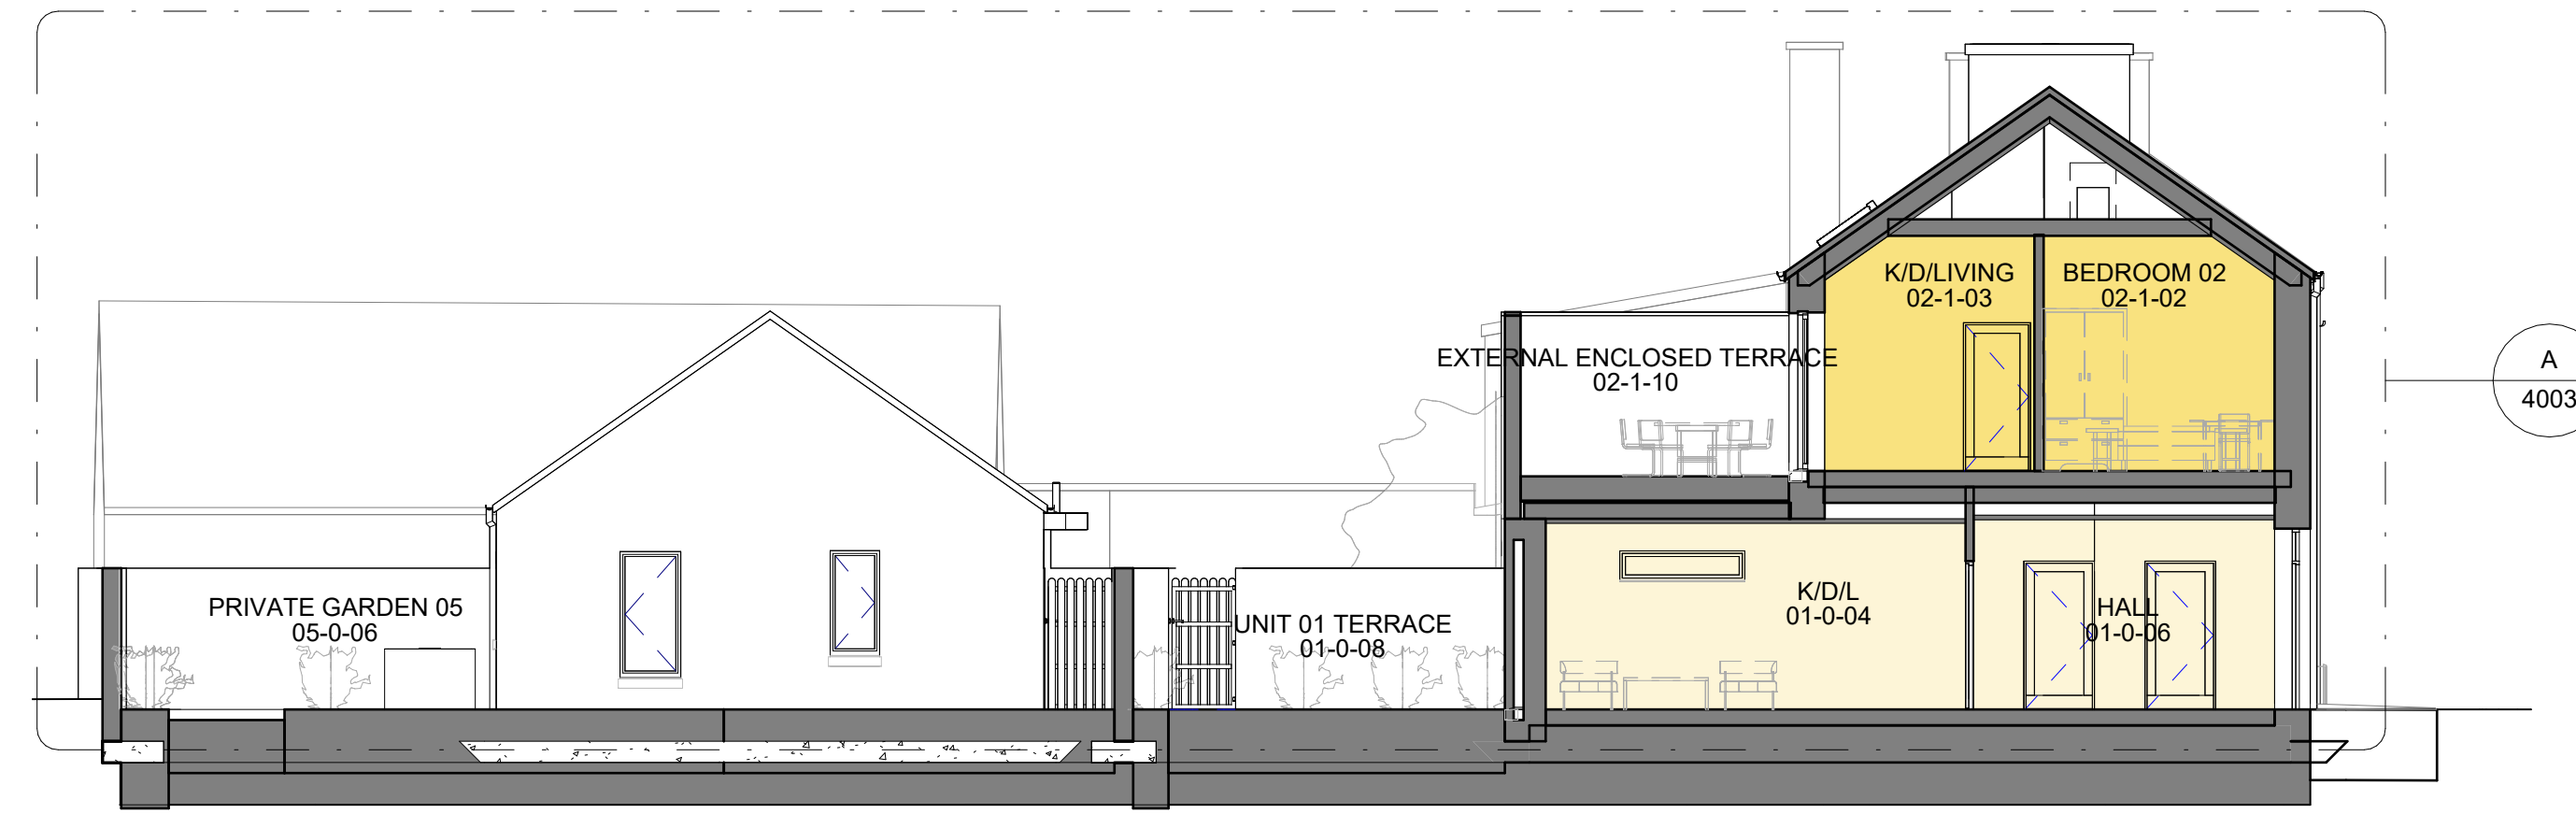 K/D/LIVING
02-1-03
BEDROOM 02
02-1-02
EXTERNAL ENCLOSED TERRACE
02-1-10
A
4003
PRIVATE GARDEN 05
05-0-06
UNIT 01 TERRACE
01-0-08
K/D/L
01-0-04
HALL
01-0-06